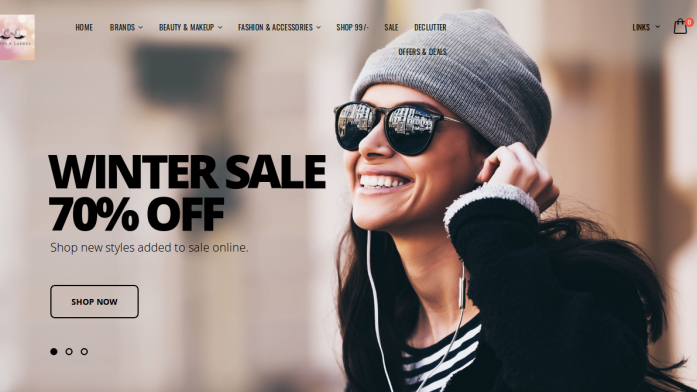 HOME BRANDS BEAUTY & MAKEUP FASHION & ACCESSORIES SHOP 99/- SALE DECLUTTER LINKS 0
OFFERS & DEALS
WINTER SALE
70% OFF
Shop new styles added to sale online.
SHOP NOW